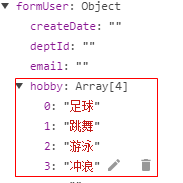 formUser: Object
createDate: ""
deptId: ""
email: ""
hobby: Array[4]
0: "足球"
1: "跳舞"
2: "游泳"
3: "冲浪"